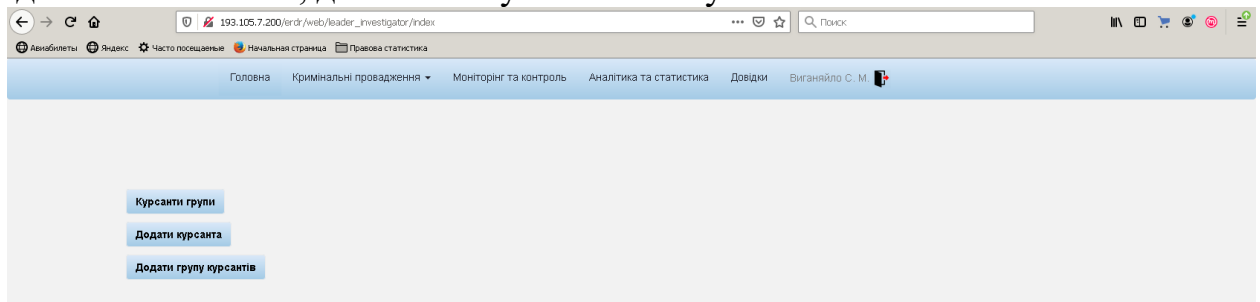 193.105.7.200/erdr/web/leader_investigator/index
Поиск
Авиабилеты Яндекс Часто посещаемые Начальная страница Правова статистика
Головна Кримінальні провадження Моніторінг та контроль Аналітика та статистика Довідки Виганяйло С. М.
Курсанти групи
Додати курсанта
Додати групу курсантів